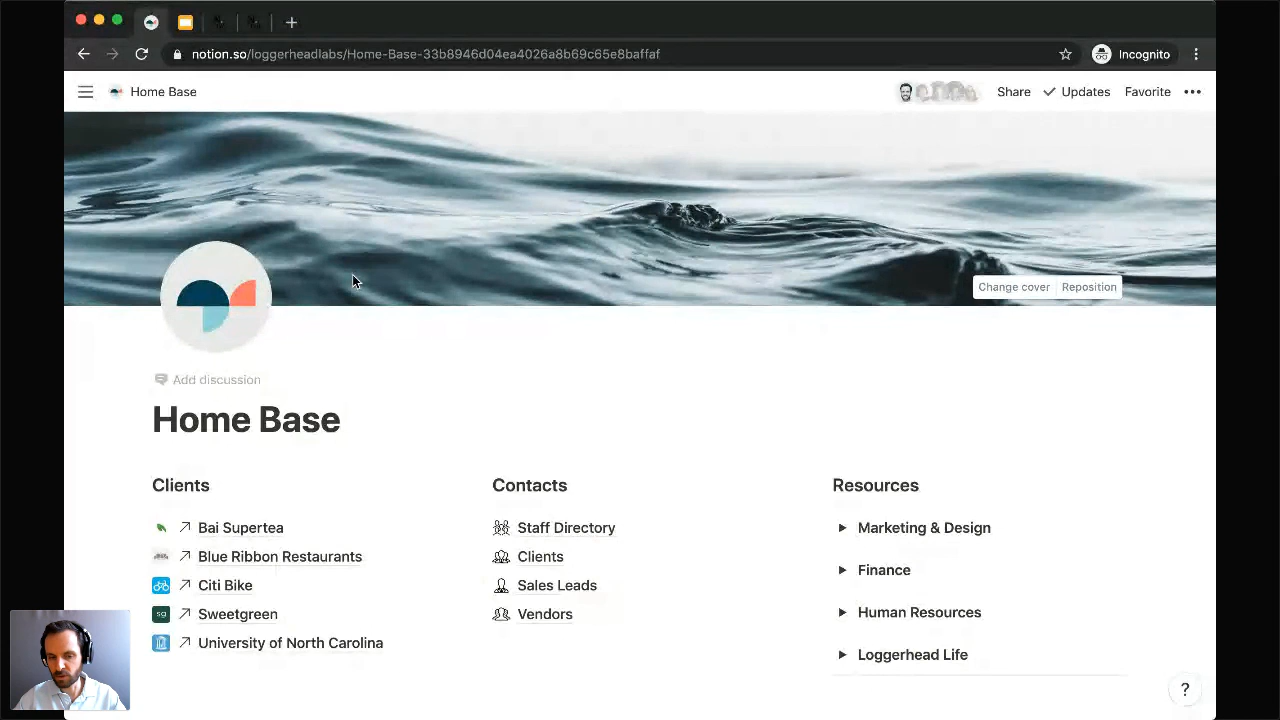 notion.so/loggerheadlabs/Home-Base-33b8946d04ea4026a8b69c65e8baffaf
Incognito
Home Base
Share
Updates
Favorite
Change cover
Reposition
Add discussion
Home Base
Clients
Contacts
Resources
Bai Supertea
Staff Directory
Marketing & Design
Blue Ribbon Restaurants
Clients
Finance
Citi Bike
Sales Leads
Human Resources
sg
Sweetgreen
Vendors
University of North Carolina
Loggerhead Life
?